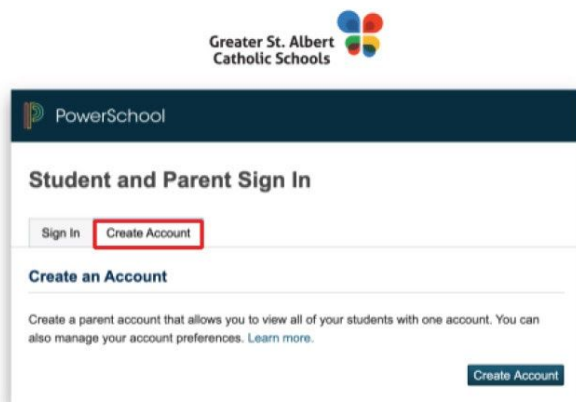 Greater St. Albert
Catholic Schools
PowerSchool
Student and Parent Sign In
Sign In
Create Account
Create an Account
Create a parent account that allows you to view all of your students with one account. You can
also manage your account preferences. Learn more.
Create Account